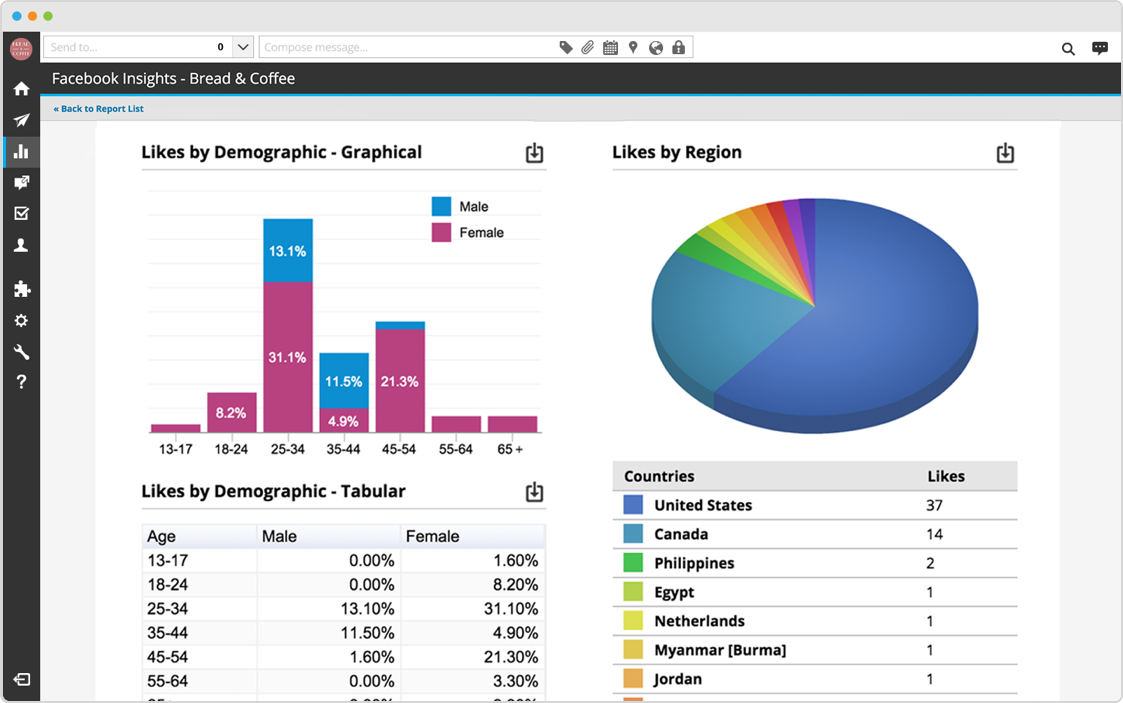 Send to... 0 Compose message...
Facebook Insights - Bread & Coffee
« Back to Report List
Likes by Demographic - Graphical
Male
Female
13.1%
31.1%
11.5%
21.3%
8.2%
4.9%
13-17 18-24 25-34 35-44 45-54 55-64 65 +
Likes by Demographic - Tabular
Age Male Female
13-17 0.00% 1.60%
18-24 0.00% 8.20%
25-34 13.10% 31.10%
35-44 11.50% 4.90%
45-54 1.60% 21.30%
55-64 0.00% 3.30%
Likes by Region
Countries Likes
United States 37
Canada 14
Philippines 2
Egypt 1
Netherlands 1
Myanmar [Burma] 1
Jordan 1